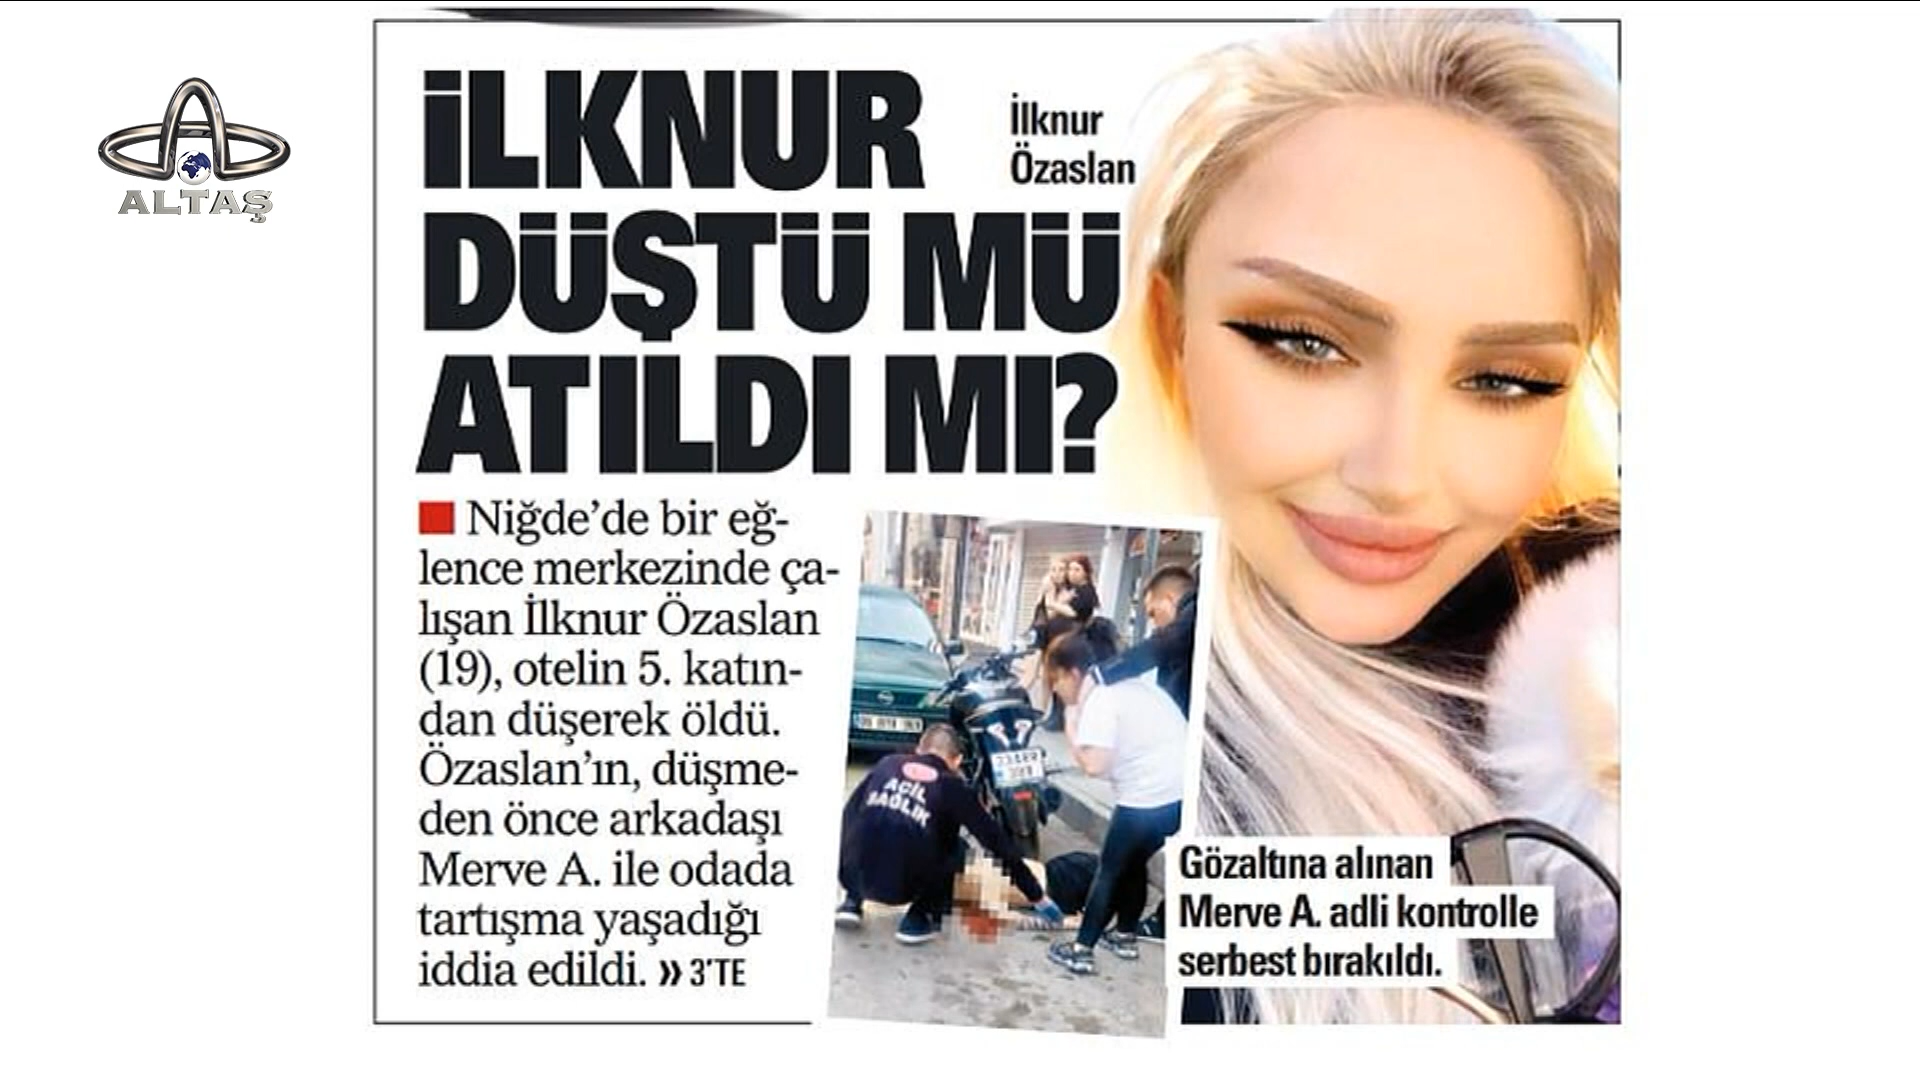 ALTAŞ
İLKNUR
DÜŞTÜ MÜ
ATILDI MI?
İlknur
Özaslan
Niğde'de bir eğ-
lence merkezinde ça-
lışan İlknur Özaslan
(19), otelin 5. katın-
dan düşerek öldü.
Özaslan'ın, düşme-
den önce arkadaşı
Merve A. ile odada
tartışma yaşadığı
iddia edildi. » 3'TE
ACİL
SAĞLIK
Gözaltına alınan
Merve A. adli kontrolle
serbest bırakıldı.